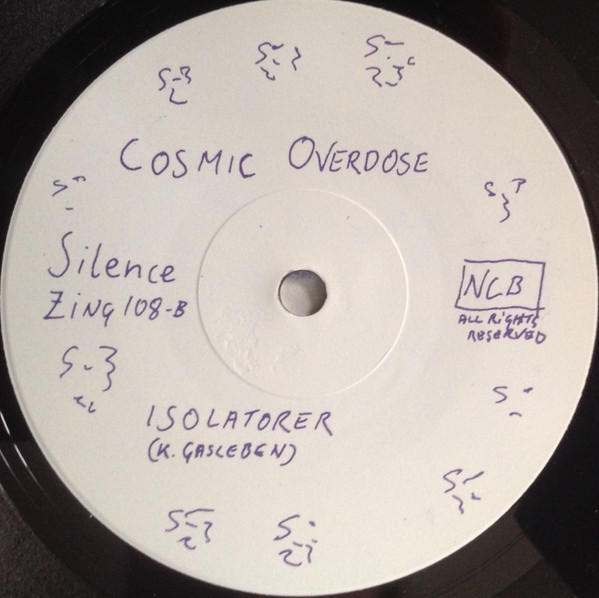 COSMIC OVERDOSE
Silence
Zing 108-B
NCB
ALL RIGHTS
RESERVED
ISOLATORER
(K. GASLEBEN)